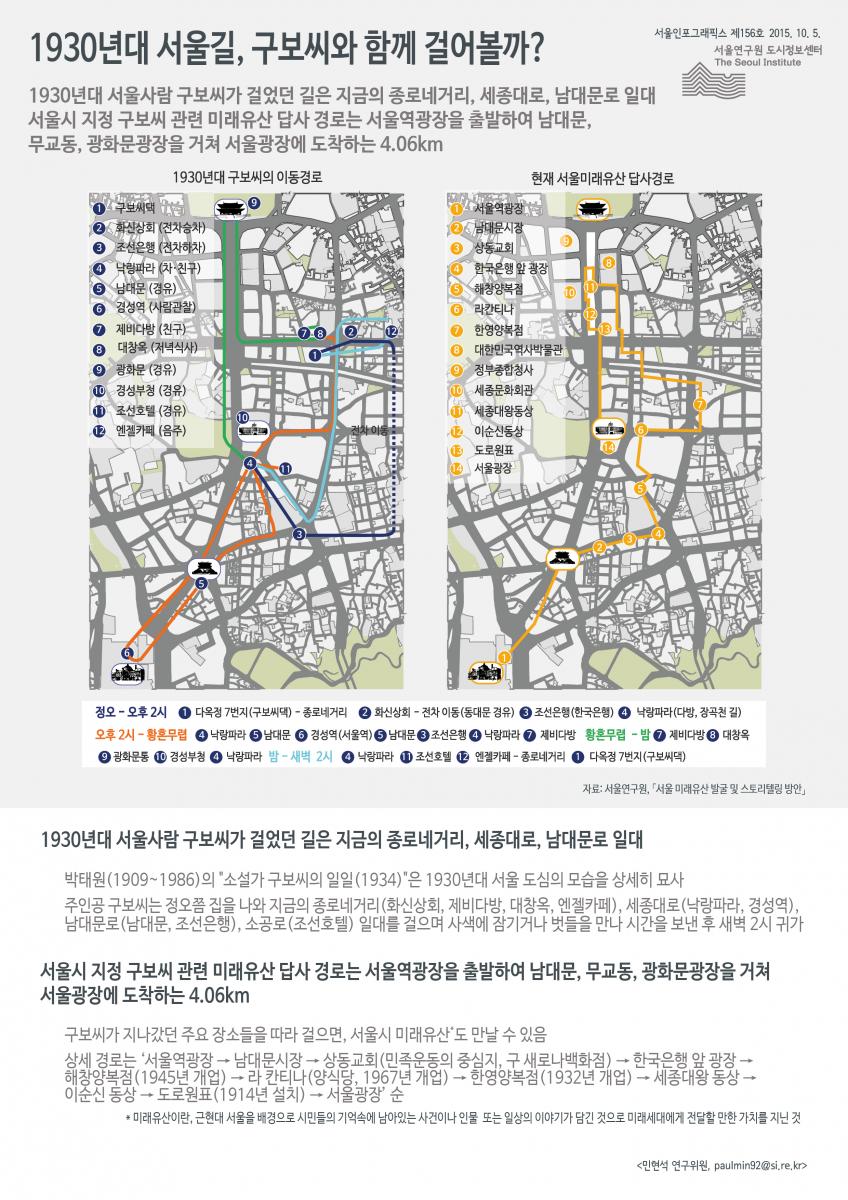 1930년대 서울길, 구보씨와 함께 걸어볼까?
서울인포그래픽스 제156호 2015. 10. 5.
서울연구원 도시정보센터
The Seoul Institute
1930년대 서울사람 구보씨가 걸었던 길은 지금의 종로네거리, 세종대로, 남대문로 일대
서울시 지정 구보씨 관련 미래유산 답사 경로는 서울역광장을 출발하여 남대문,
무교동, 광화문광장을 거쳐 서울광장에 도착하는 4.06km
1930년대 구보씨의 이동경로
1 구보씨댁
2 화신상회 (전차승차)
3 조선은행 (전차하차)
4 낙랑파라 (차·친구)
5 남대문 (경유)
6 경성역 (사람관찰)
7 제비다방 (친구)
8 대창옥 (저녁식사)
9 광화문 (경유)
10 경성부청 (경유)
11 조선호텔 (경유)
12 엔젤카페 (음주)
9
7 8 2 12
1
10
전차 이동
4 11
3
5
6
현재 서울미래유산 답사경로
1 서울역광장
2 남대문시장
3 상동교회
4 한국은행 앞 광장
5 해창양복점
6 라칸티나
7 한영양복점
8 대한민국역사박물관
9 정부종합청사
10 세종문화회관
11 세종대왕동상
12 이순신동상
13 도로원표
14 서울광장
9
8
10 11
12
13
7
6
14
5
2 3 4
1
정오 - 오후 2시 1 다옥정 7번지(구보씨댁) - 종로네거리 2 화신상회 - 전차 이동(동대문 경유) 3 조선은행(한국은행) 4 낙랑파라(다방, 장곡천 길)
오후 2시 - 황혼무렵 4 낙랑파라 5 남대문 6 경성역(서울역) 5 남대문 3 조선은행 4 낙랑파라 7 제비다방 황혼무렵 - 밤 7 제비다방 8 대창옥
9 광화문통 10 경성부청 4 낙랑파라 밤 - 새벽 2시 4 낙랑파라 11 조선호텔 12 엔젤카페 - 종로네거리 1 다옥정 7번지(구보씨댁)
자료: 서울연구원, 「서울 미래유산 발굴 및 스토리텔링 방안」
1930년대 서울사람 구보씨가 걸었던 길은 지금의 종로네거리, 세종대로, 남대문로 일대
박태원(1909~1986)의 "소설가 구보씨의 일일(1934)"은 1930년대 서울 도심의 모습을 상세히 묘사
주인공 구보씨는 정오쯤 집을 나와 지금의 종로네거리(화신상회, 제비다방, 대창옥, 엔젤카페), 세종대로(낙랑파라, 경성역),
남대문로(남대문, 조선은행), 소공로(조선호텔) 일대를 걸으며 사색에 잠기거나 벗들을 만나 시간을 보낸 후 새벽 2시 귀가
서울시 지정 구보씨 관련 미래유산 답사 경로는 서울역광장을 출발하여 남대문, 무교동, 광화문광장을 거쳐
서울광장에 도착하는 4.06km
구보씨가 지나갔던 주요 장소들을 따라 걸으면, 서울시 미래유산*도 만날 수 있음
상세 경로는 '서울역광장 → 남대문시장 → 상동교회(민족운동의 중심지, 구 새로나백화점) → 한국은행 앞 광장 →
해창양복점(1945년 개업) → 라 칸티나(양식당, 1967년 개업) → 한영양복점(1932년 개업) → 세종대왕 동상 →
이순신 동상 → 도로원표(1914년 설치) → 서울광장' 순
* 미래유산이란, 근현대 서울을 배경으로 시민들의 기억속에 남아있는 사건이나 인물 또는 일상의 이야기가 담긴 것으로 미래세대에게 전달할 만한 가치를 지닌 것
<민현석 연구위원, paulmin92@si.re.kr>